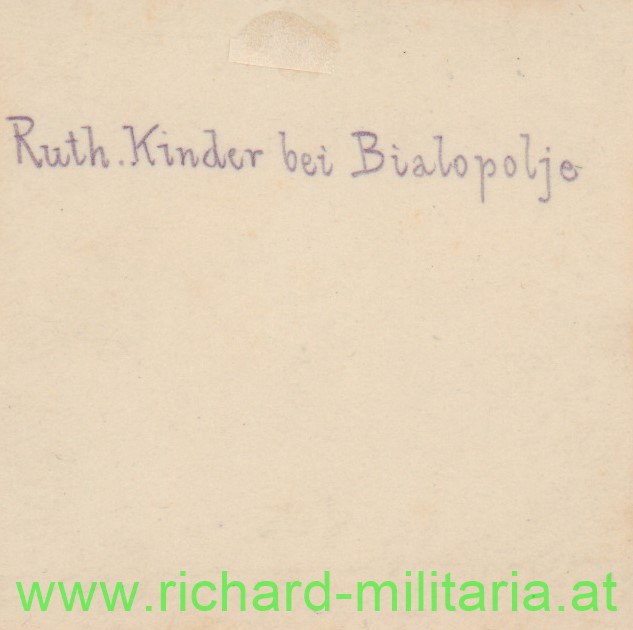 Ruth. Kinder bei Bialopolje
www.richard-militaria.at